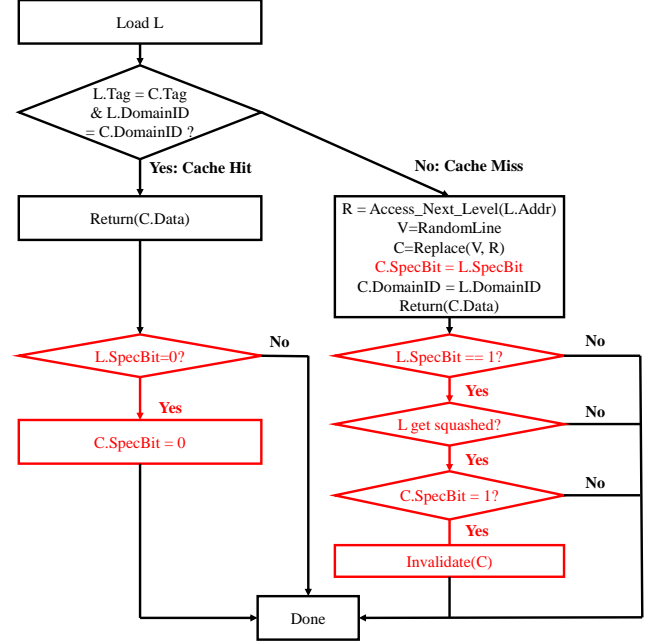 Load L
L.Tag = C.Tag
& L.DomainID
= C.DomainID ?
Yes: Cache Hit
No: Cache Miss
Return(C.Data)
R = Access_Next_Level(L.Addr)
V=RandomLine
C=Replace(V, R)
C.SpecBit = L.SpecBit
C.DomainID = L.DomainID
Return(C.Data)
L.SpecBit=0?
No
Yes
C.SpecBit = 0
L.SpecBit == 1?
No
Yes
L get squashed?
No
Yes
C.SpecBit = 1?
No
Yes
Invalidate(C)
Done